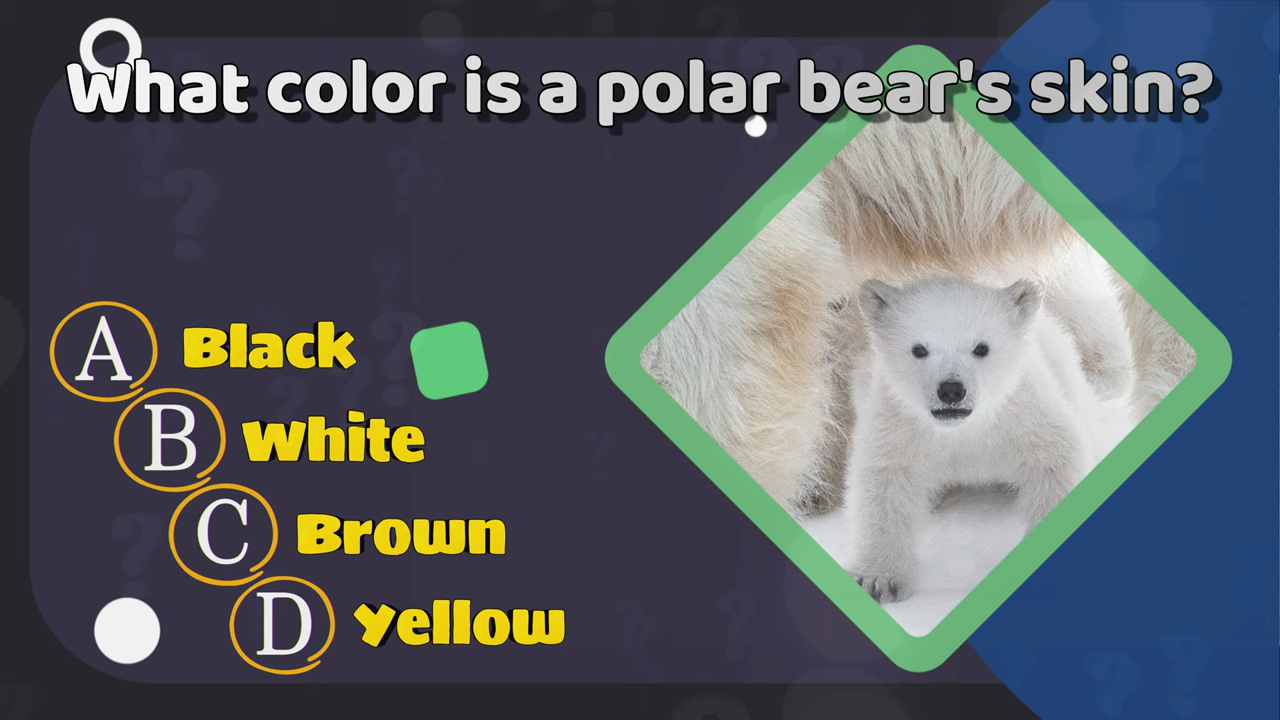 What color is a polar bear's skin?
A Black
B White
C Brown
D Yellow